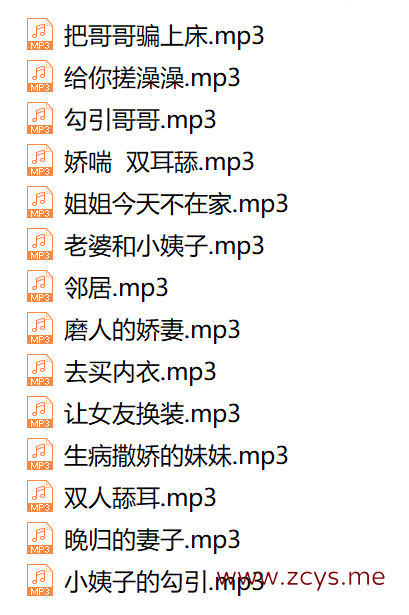 MP3 把哥哥骗上床.mp3
MP3 给你搓澡澡.mp3
MP3 勾引哥哥.mp3
MP3 娇喘 双耳舔.mp3
MP3 姐姐今天不在家.mp3
MP3 老婆和小姨子.mp3
MP3 邻居.mp3
MP3 磨人的娇妻.mp3
MP3 去买内衣.mp3
MP3 让女友换装.mp3
MP3 生病撒娇的妹妹.mp3
MP3 双人舔耳.mp3
MP3 晚归的妻子.mp3
MP3 小姨子的勾引.mp3
www.zcys.me